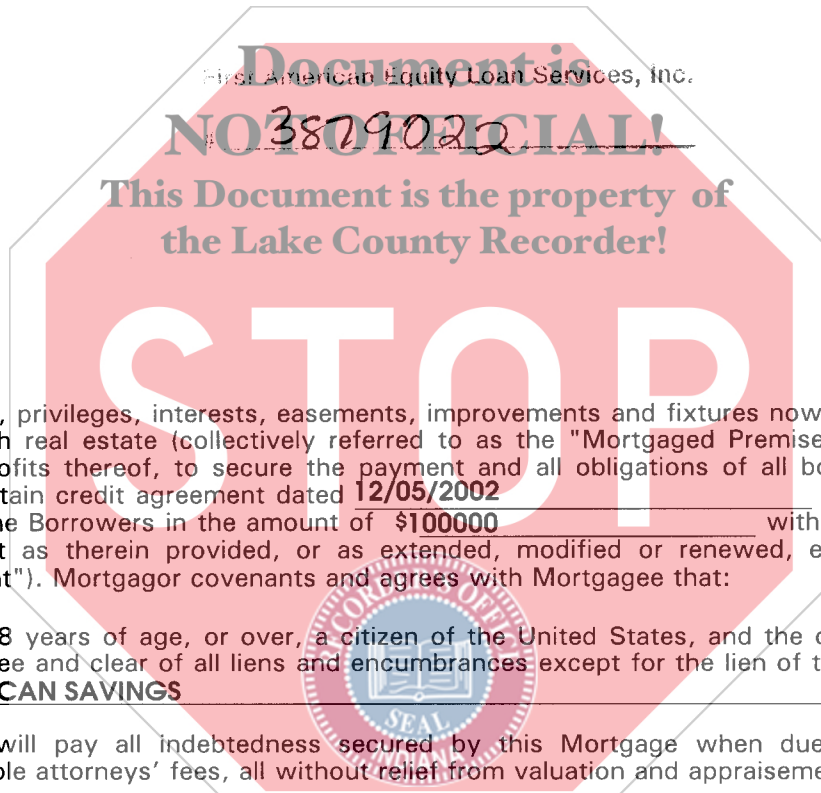 Document is
First American Equity Loan Services, Inc.
NOT OFFICIAL!
# 3879022
This Document is the property of
the Lake County Recorder!
STOP
, privileges, interests, easements, improvements and fixtures now
h real estate (collectively referred to as the "Mortgaged Premise
ofits thereof, to secure the payment and all obligations of all bo
tain credit agreement dated 12/05/2002
e Borrowers in the amount of $100000 with
t as therein provided, or as extended, modified or renewed, e
t"). Mortgagor covenants and agrees with Mortgagee that:
8 years of age, or over, a citizen of the United States, and the o
ee and clear of all liens and encumbrances except for the lien of t
CAN SAVINGS
will pay all indebtedness secured by this Mortgage when due
ble attorneys' fees, all without relief from valuation and appraiseme
RECORDER'S OFFICE
SEAL
INDIANA